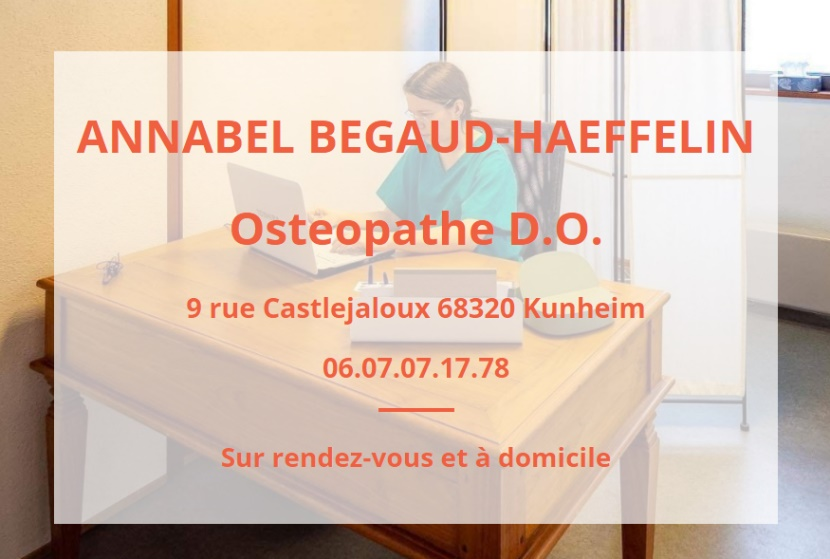 ANNABEL BEGAUD-HAEFFELIN
Osteopathe D.O.
9 rue Castlejaloux 68320 Kunheim
06.07.07.17.78
Sur rendez-vous et à domicile